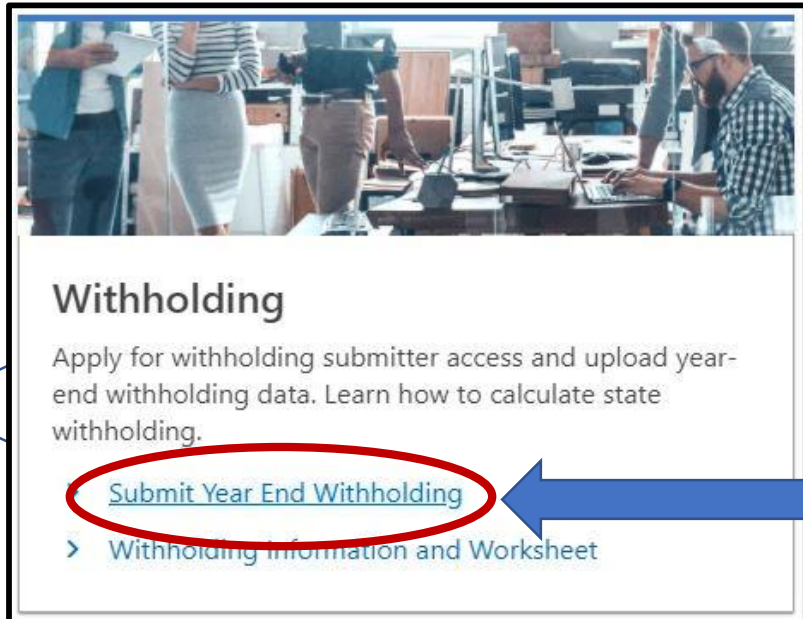 Withholding
Apply for withholding submitter access and upload year-
end withholding data. Learn how to calculate state
withholding.
Submit Year End Withholding
> Withholding Information and Worksheet